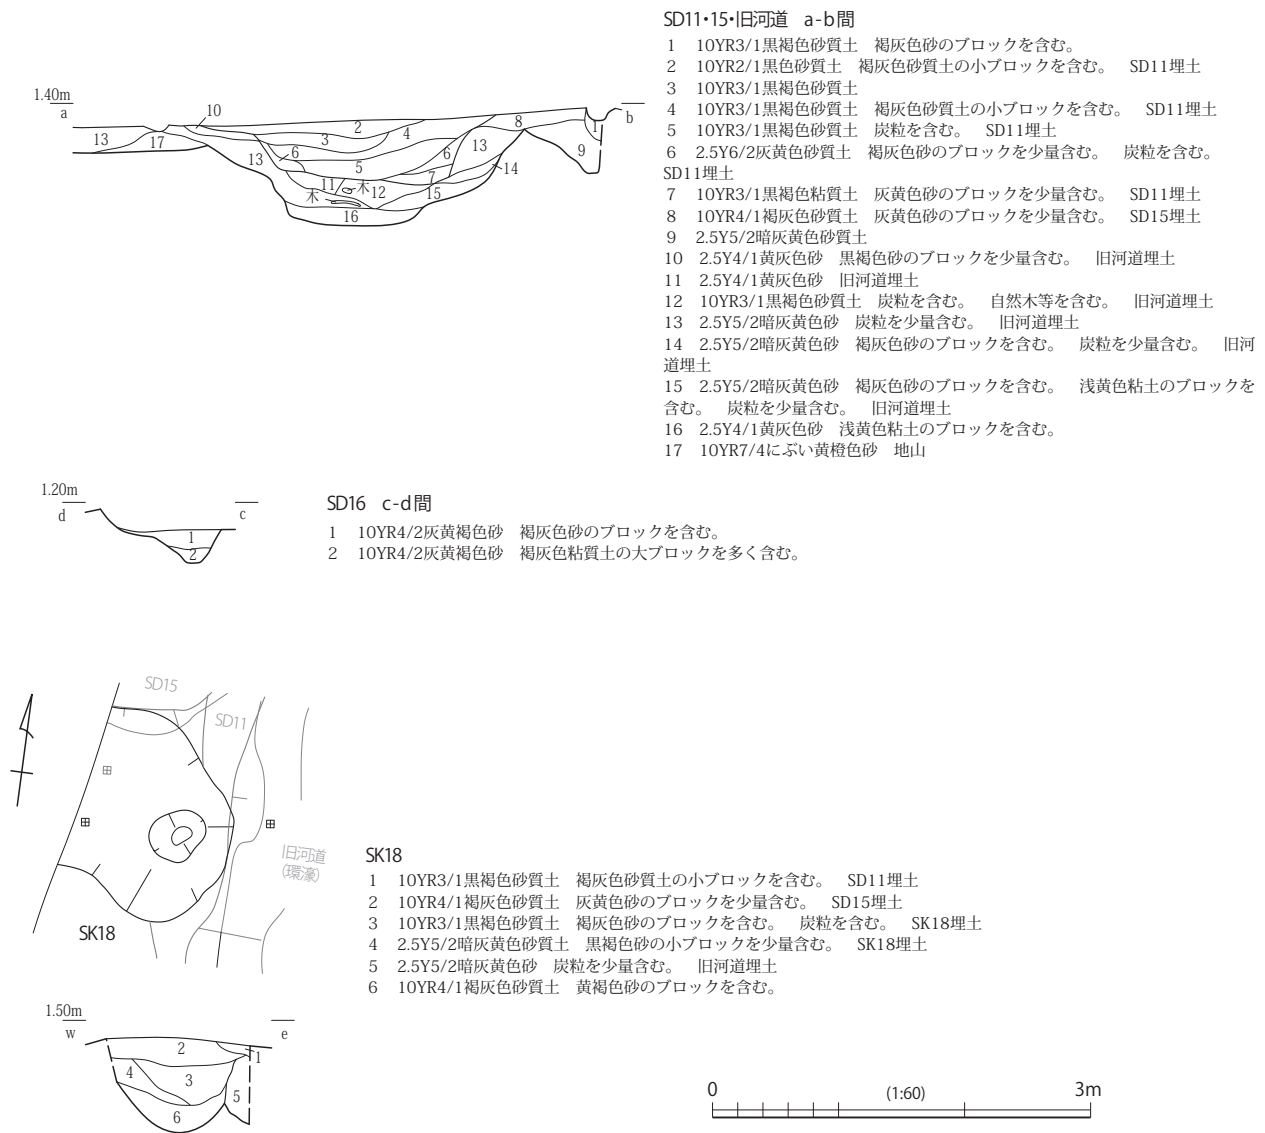 SD11・15・旧河道　a-b間
1　10YR3/1黒褐色砂質土　褐灰色砂のブロックを含む。
2　10YR2/1黒色砂質土　褐灰色砂質土の小ブロックを含む。　SD11埋土
3　10YR3/1黒褐色砂質土
4　10YR3/1黒褐色砂質土　褐灰色砂質土の小ブロックを含む。　SD11埋土
5　10YR3/1黒褐色砂質土　炭粒を含む。　SD11埋土
6　2.5Y6/2灰黄色砂質土　褐灰色砂のブロックを少量含む。　炭粒を含む。
SD11埋土
7　10YR3/1黒褐色粘質土　灰黄色砂のブロックを少量含む。　SD11埋土
8　10YR4/1褐灰色砂質土　灰黄色砂のブロックを少量含む。　SD15埋土
9　2.5Y5/2暗灰黄色砂質土
10　2.5Y4/1黄灰色砂　黒褐色砂のブロックを少量含む。　旧河道埋土
11　2.5Y4/1黄灰色砂　旧河道埋土
12　10YR3/1黒褐色砂質土　炭粒を含む。　自然木等を含む。　旧河道埋土
13　2.5Y5/2暗灰黄色砂　炭粒を少量含む。　旧河道埋土
14　2.5Y5/2暗灰黄色砂　褐灰色砂のブロックを含む。　炭粒を少量含む。　旧河
道埋土
15　2.5Y5/2暗灰黄色砂　褐灰色砂のブロックを含む。　浅黄色粘土のブロックを
含む。　炭粒を少量含む。　旧河道埋土
16　2.5Y4/1黄灰色砂　浅黄色粘土のブロックを含む。
17　10YR7/4にぶい黄橙色砂　地山
1.40m
a
b
10
2
8
1
13
17
3
4
9
6
5
6
13
13
7
14
11
木
12
15
木
16
1.20m
d
c
1
2
SD16　c-d間
1　10YR4/2灰黄褐色砂　褐灰色砂のブロックを含む。
2　10YR4/2灰黄褐色砂　褐灰色粘質土の大ブロックを多く含む。
SD15
SD11
旧河道
(環濠)
SK18
SK18
1　10YR3/1黒褐色砂質土　褐灰色砂質土の小ブロックを含む。　SD11埋土
2　10YR4/1褐灰色砂質土　灰黄色砂のブロックを少量含む。　SD15埋土
3　10YR3/1黒褐色砂質土　褐灰色砂のブロックを含む。　炭粒を含む。　SK18埋土
4　2.5Y5/2暗灰黄色砂質土　黒褐色砂の小ブロックを少量含む。　SK18埋土
5　2.5Y5/2暗灰黄色砂　炭粒を少量含む。　旧河道埋土
6　10YR4/1褐灰色砂質土　黄褐色砂のブロックを含む。
1.50m
w
e
2
1
4
3
5
6
0
(1:60)
3m